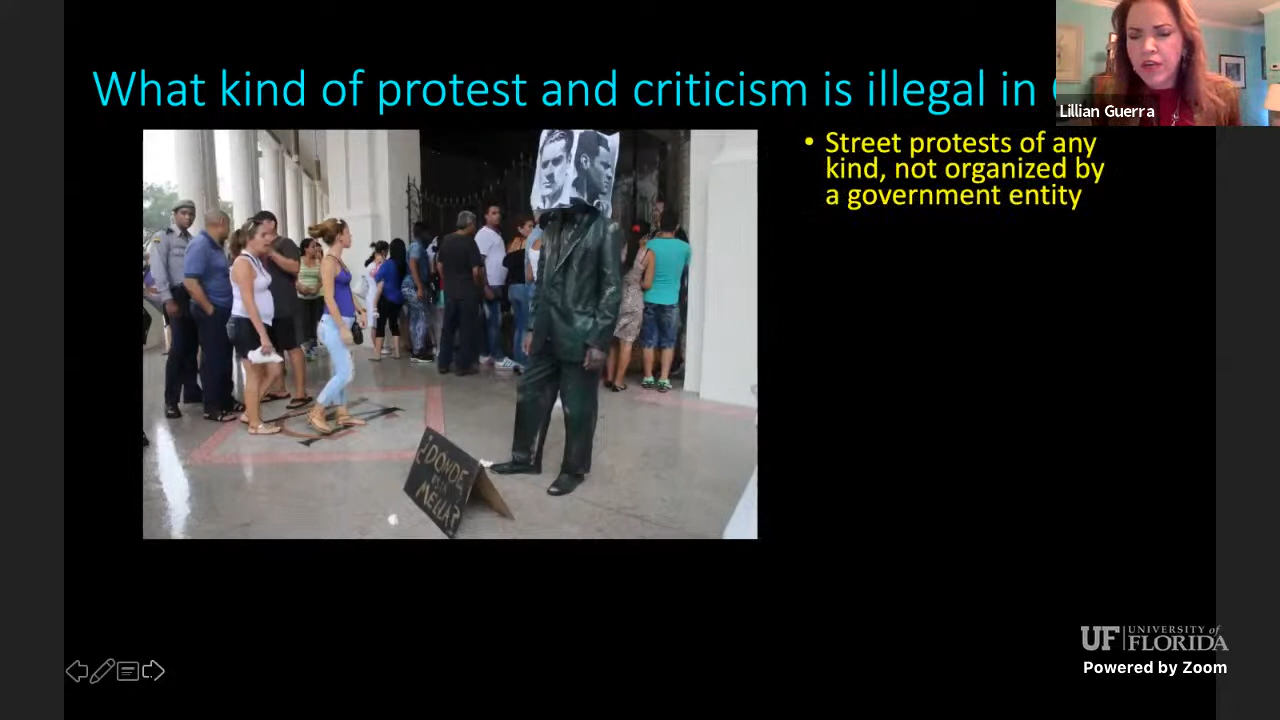 What kind of protest and criticism is illegal in
Lillian Guerra
• Street protests of any
kind, not organized by
a government entity
¿DONDE
ESTA
MELLA?
UF UNIVERSITY of
FLORIDA
Powered by Zoom